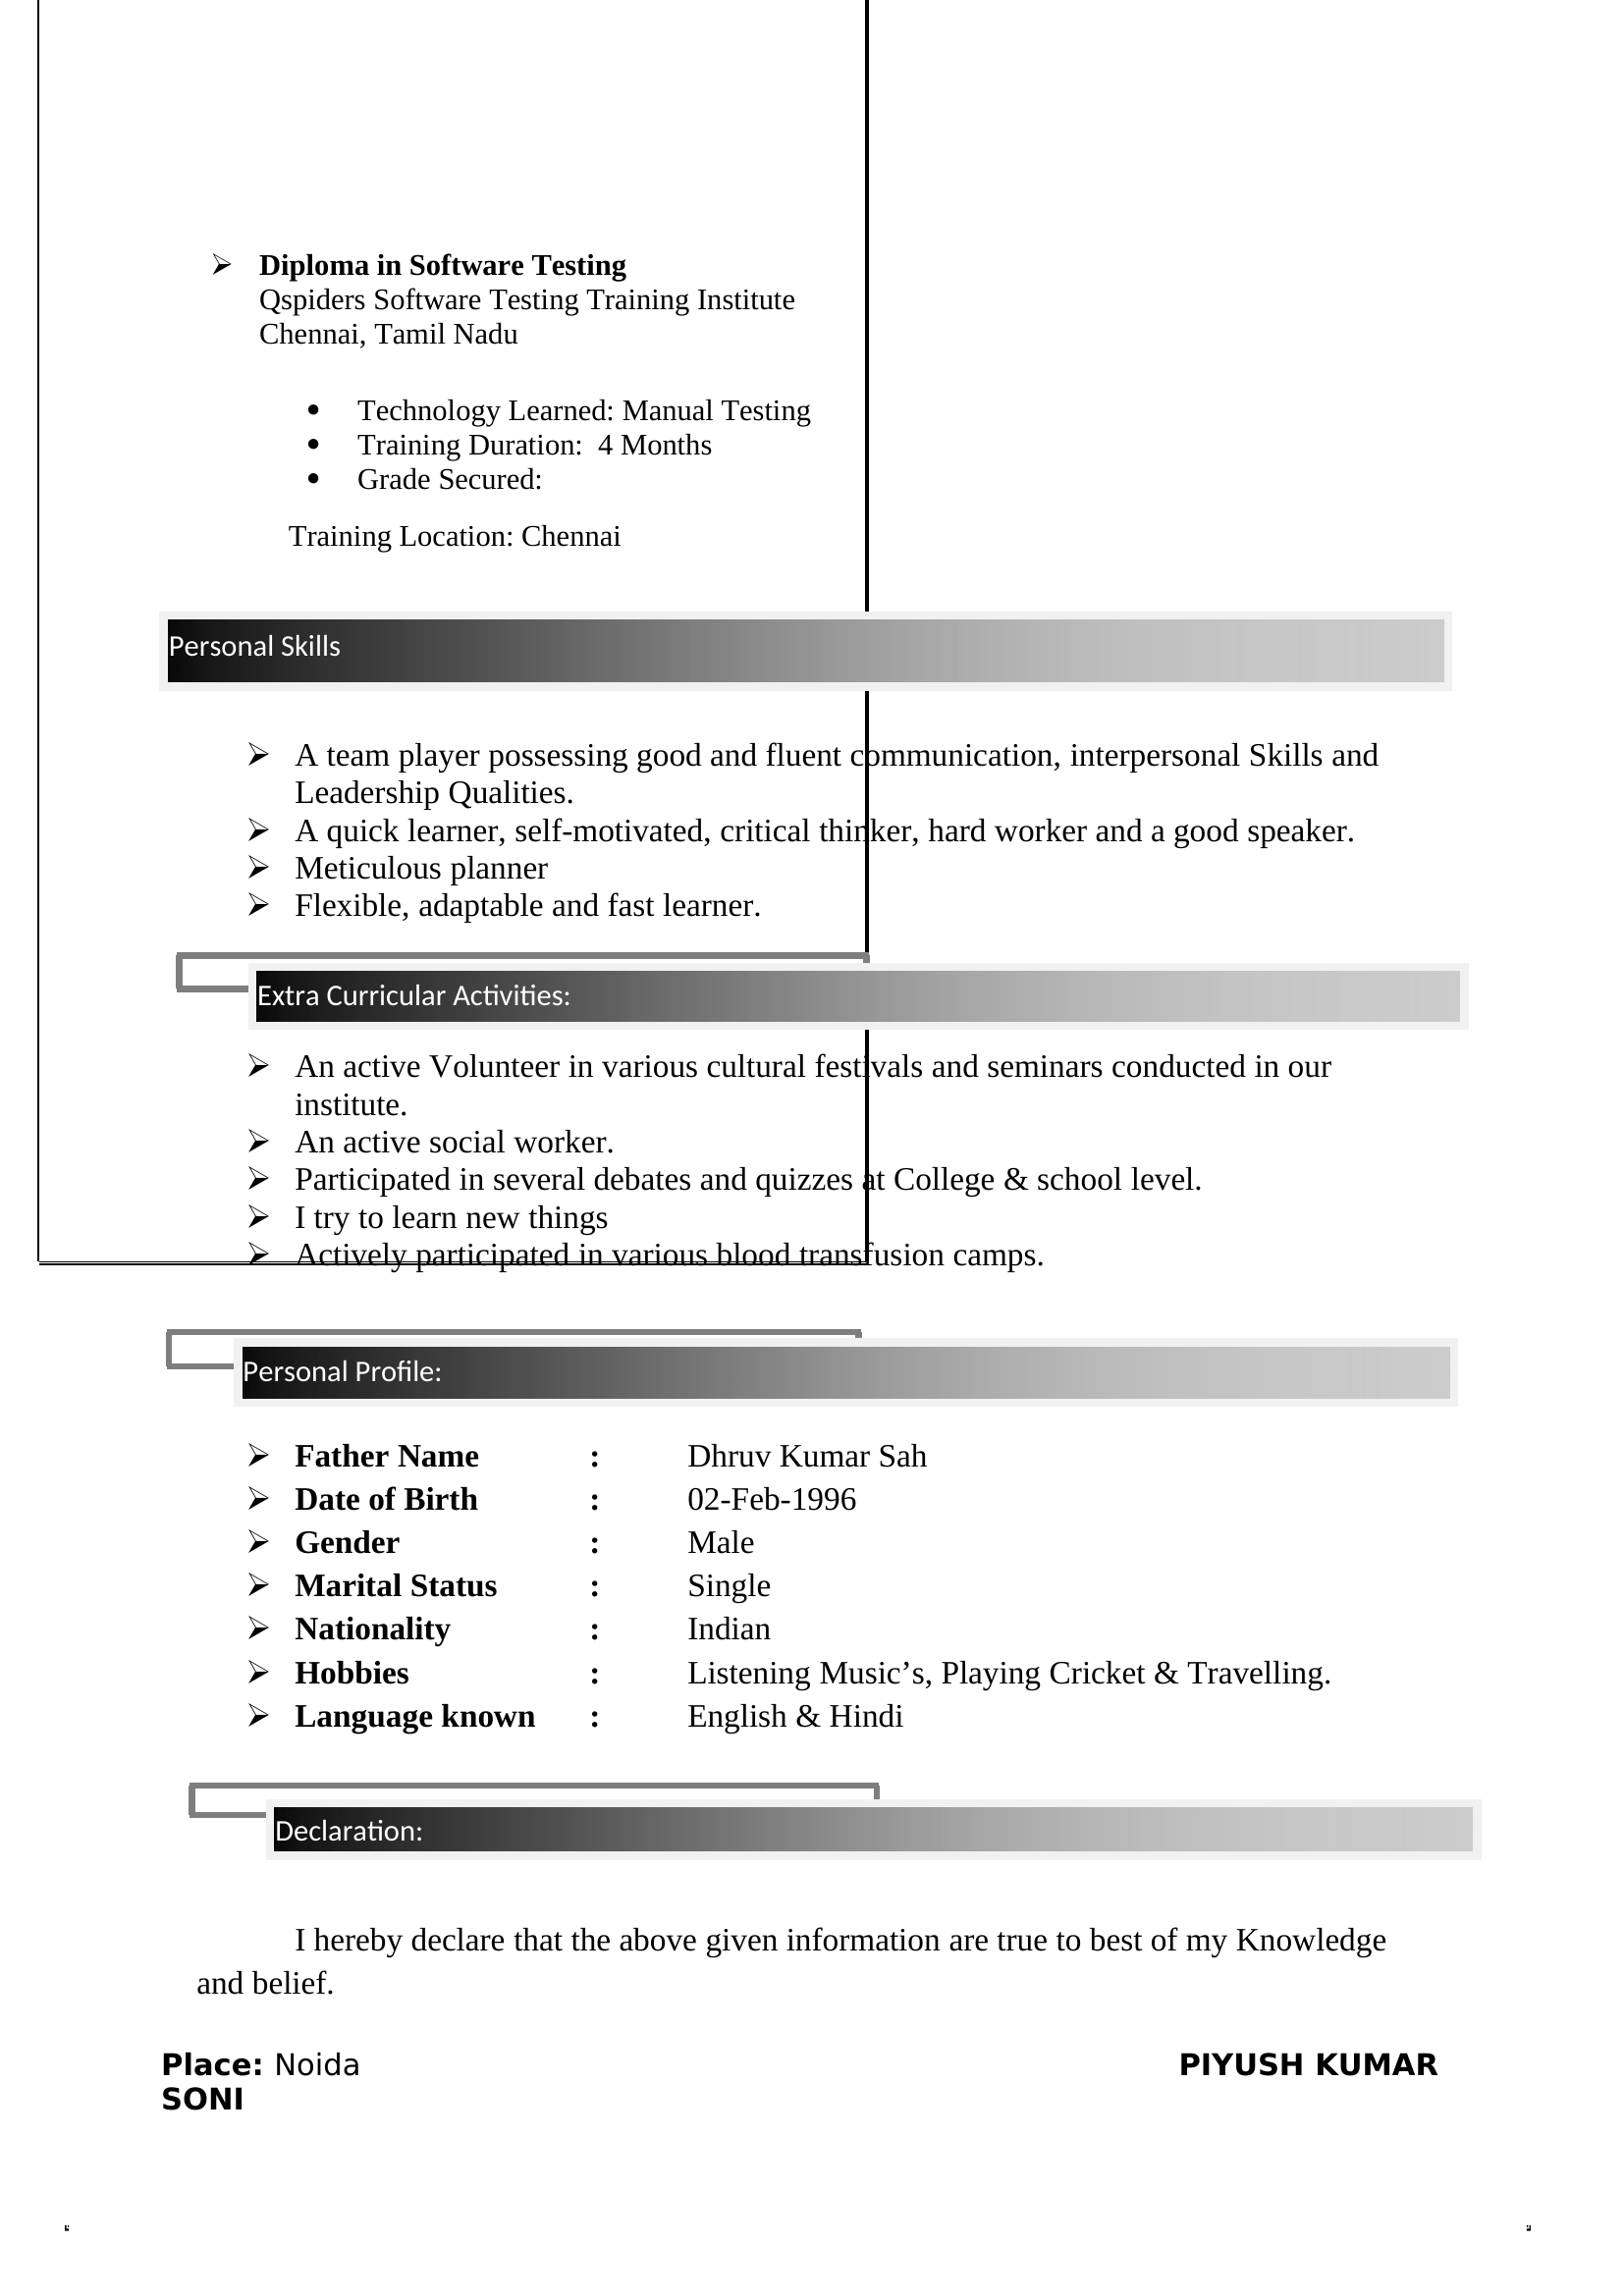 ➢ Diploma in Software Testing
Qspiders Software Testing Training Institute
Chennai, Tamil Nadu
• Technology Learned: Manual Testing
• Training Duration:  4 Months
• Grade Secured:
Training Location: Chennai
Personal Skills
➢ A team player possessing good and fluent communication, interpersonal Skills and
Leadership Qualities.
➢ A quick learner, self-motivated, critical thinker, hard worker and a good speaker.
➢ Meticulous planner
➢ Flexible, adaptable and fast learner.
Extra Curricular Activities:
➢ An active Volunteer in various cultural festivals and seminars conducted in our
institute.
➢ An active social worker.
➢ Participated in several debates and quizzes at College & school level.
➢ I try to learn new things
➢ Actively participated in various blood transfusion camps.
Personal Profile:
➢ Father Name : Dhruv Kumar Sah
➢ Date of Birth : 02-Feb-1996
➢ Gender : Male
➢ Marital Status : Single
➢ Nationality : Indian
➢ Hobbies : Listening Music’s, Playing Cricket & Travelling.
➢ Language known : English & Hindi
Declaration:
I hereby declare that the above given information are true to best of my Knowledge
and belief.
Place: Noida PIYUSH KUMAR
SONI